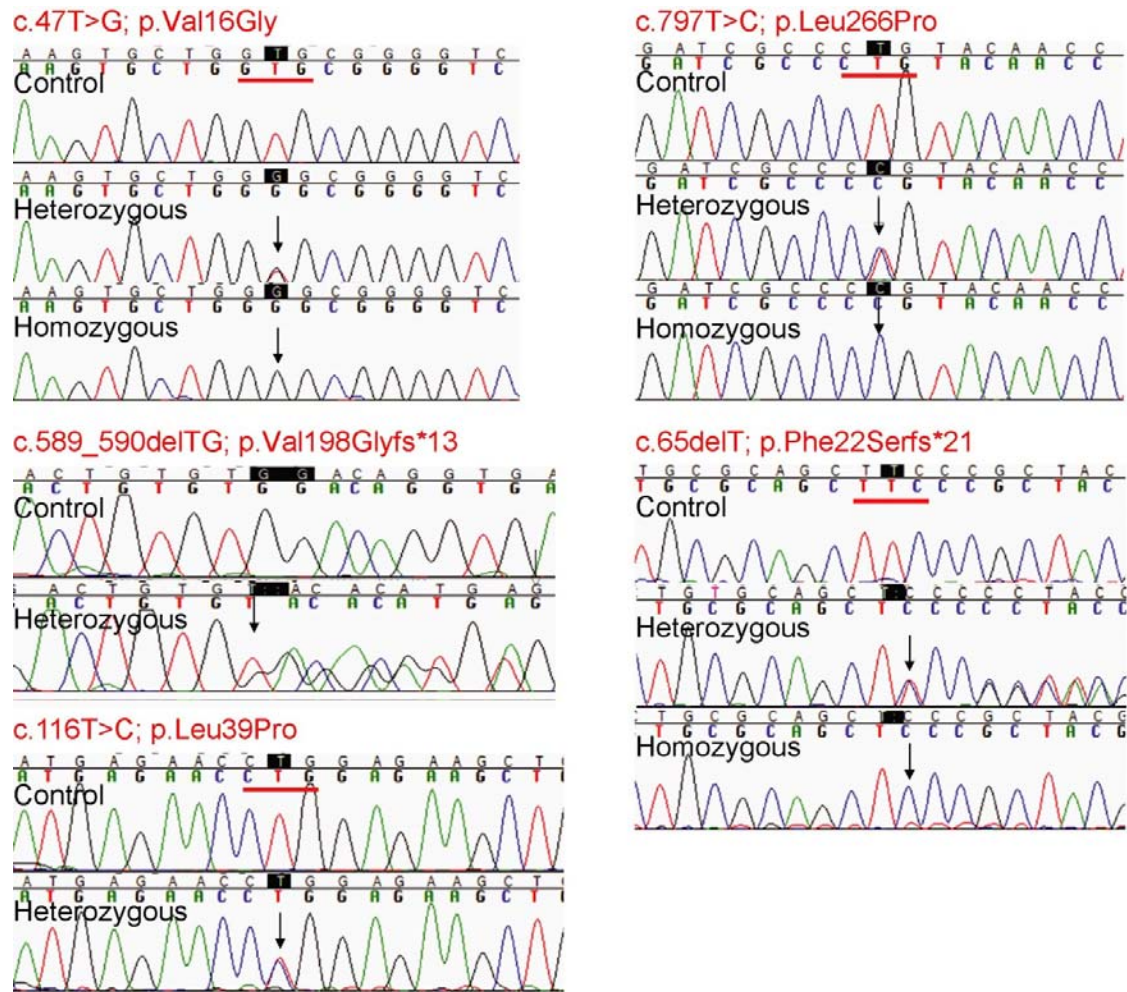 c.47T>G; p.Val16Gly
A A G T G C T G G T G C G G G G T C
A A G T G C T G G T G C G G G G T C
Control
A A G T G C T G G G G C G G G G T C
A A G T G C T G G G G C G G G G T C
Heterozygous
A A G T G C T G G G G C G G G G T C
A A G T G C T G G G G C G G G G T C
Homozygous
c.589_590delTG; p.Val198Glyfs*13
A C T G T G T G G A C A G G T G A
A C T G T G T G G A C A G G T G A
Control
A C T G T G T A C A C A T G A G
A C T G T G T A C A C A T G A G
Heterozygous
c.116T>C; p.Leu39Pro
A T G A G A A C C T G G A G A A G C T
A T G A G A A C C T G G A G A A G C T
Control
A T G A G A A C C T G G A G A A G C T
A T G A G A A C C T G G A G A A G C T
Heterozygous
c.797T>C; p.Leu266Pro
G A T C G C C C C T G T A C A A C C
G A T C G C C C C T G T A C A A C C
Control
G A T C G C C C C C G T A C A A C C
G A T C G C C C C C G T A C A A C C
Heterozygous
G A T C G C C C C C G T A C A A C C
G A T C G C C C C C G T A C A A C C
Homozygous
c.65delT; p.Phe22Serfs*21
T G C G C A G C T T C C C G C T A C
T G C G C A G C T T C C C G C T A C
Control
T G C G C A G C T C C C C C C T A C C
T G C G C A G C T C C C C C C T A C C
Heterozygous
C T G C G C A G C T C C C G C T A C G
T G C G C A G C T C C C G C T A C G
Homozygous